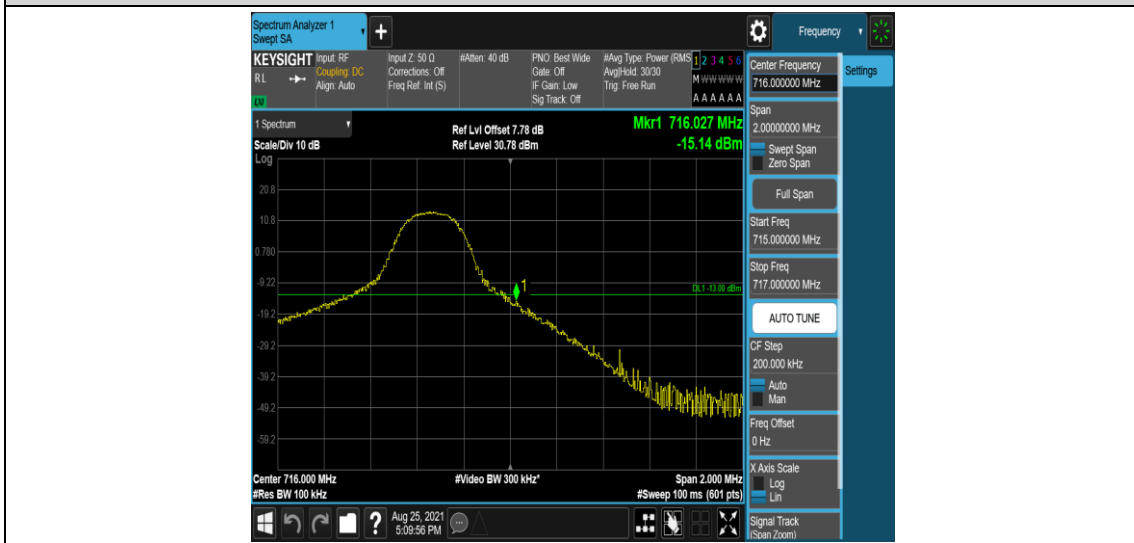 Spectrum Analyzer 1
Swept SA
+
Frequency
KEYSIGHT
RL
Input: RF
Coupling: DC
Align: Auto
Input Z: 50 Ω
Corrections: Off
Freq Ref: Int (S)
#Atten: 40 dB
PNO: Best Wide
Gate: Off
IF Gain: Low
Sig Track: Off
#Avg Type: Power (RMS
Avg|Hold: 30/30
Trig: Free Run
1 2 3 4 5 6
M W W W W W
A A A A A A
1 Spectrum
Scale/Div 10 dB
Ref Lvl Offset 7.78 dB
Ref Level 30.78 dBm
Mkr1 716.027 MHz
-15.14 dBm
Log
20.8
10.8
0.780
-9.22
-19.2
-29.2
-39.2
-49.2
-59.2
1
DL1 -13.00 dBm
Center 716.000 MHz
#Video BW 300 kHz*
Span 2.000 MHz
#Res BW 100 kHz
#Sweep 100 ms (601 pts)
?
Aug 25, 2021
5:09:56 PM
Center Frequency
716.000000 MHz
Settings
Span
2.00000000 MHz
Swept Span
Zero Span
Full Span
Start Freq
715.000000 MHz
Stop Freq
717.000000 MHz
AUTO TUNE
CF Step
200.000 kHz
Auto
Man
Freq Offset
0 Hz
X Axis Scale
Log
Lin
Signal Track
(Span Zoom)